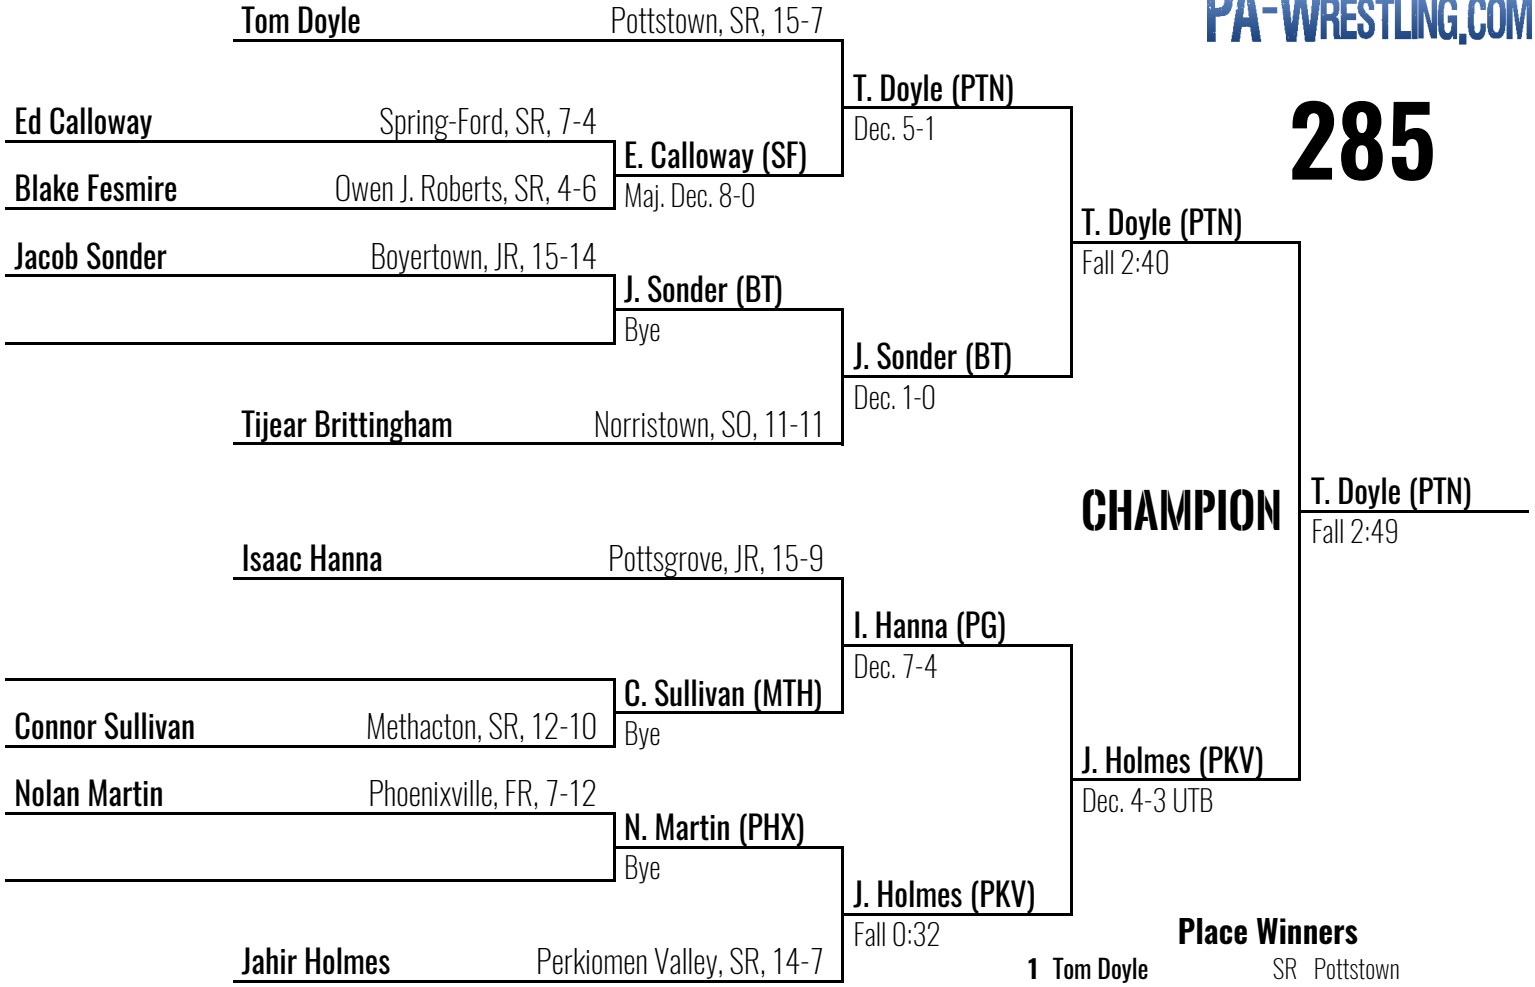 Tom Doyle Pottstown, SR, 15-7
PA-WRESTLING.COM
T. Doyle (PTN)
Dec. 5-1
285
Ed Calloway Spring-Ford, SR, 7-4
E. Calloway (SF)
Maj. Dec. 8-0
Blake Fesmire Owen J. Roberts, SR, 4-6
T. Doyle (PTN)
Fall 2:40
Jacob Sonder Boyertown, JR, 15-14
J. Sonder (BT)
Bye
J. Sonder (BT)
Dec. 1-0
Tijear Brittingham Norristown, SO, 11-11
CHAMPION
T. Doyle (PTN)
Fall 2:49
Isaac Hanna Pottsgrove, JR, 15-9
I. Hanna (PG)
Dec. 7-4
C. Sullivan (MTH)
Bye
Connor Sullivan Methacton, SR, 12-10
J. Holmes (PKV)
Dec. 4-3 UTB
Nolan Martin Phoenixville, FR, 7-12
N. Martin (PHX)
Bye
J. Holmes (PKV)
Fall 0:32
Jahir Holmes Perkiomen Valley, SR, 14-7
Place Winners
1 Tom Doyle SR Pottstown